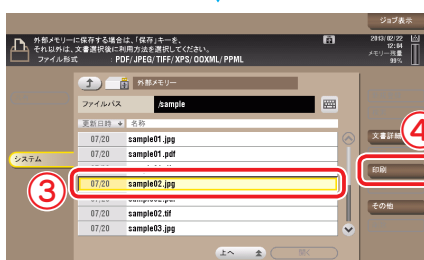 ジョブ表示
外部メモリーに保存する場合は、「保存」キーを、
それ以外は、文書選択後に利用方法を選択してください。
ファイル形式 : PDF/JPEG/TIFF/XPS/OOXML/PPML
2013/02/22
12:04
メモリー残量
99%
外部メモリー
ファイルパス /sample
更新日時 名称
07/20 sample01.jpg
07/20 sample01.pdf
07/20 sample02.jpg
07/20 sample02.tif
07/20 sample03.jpg
システム
文書詳細
印刷
その他
上へ
開く
③
④